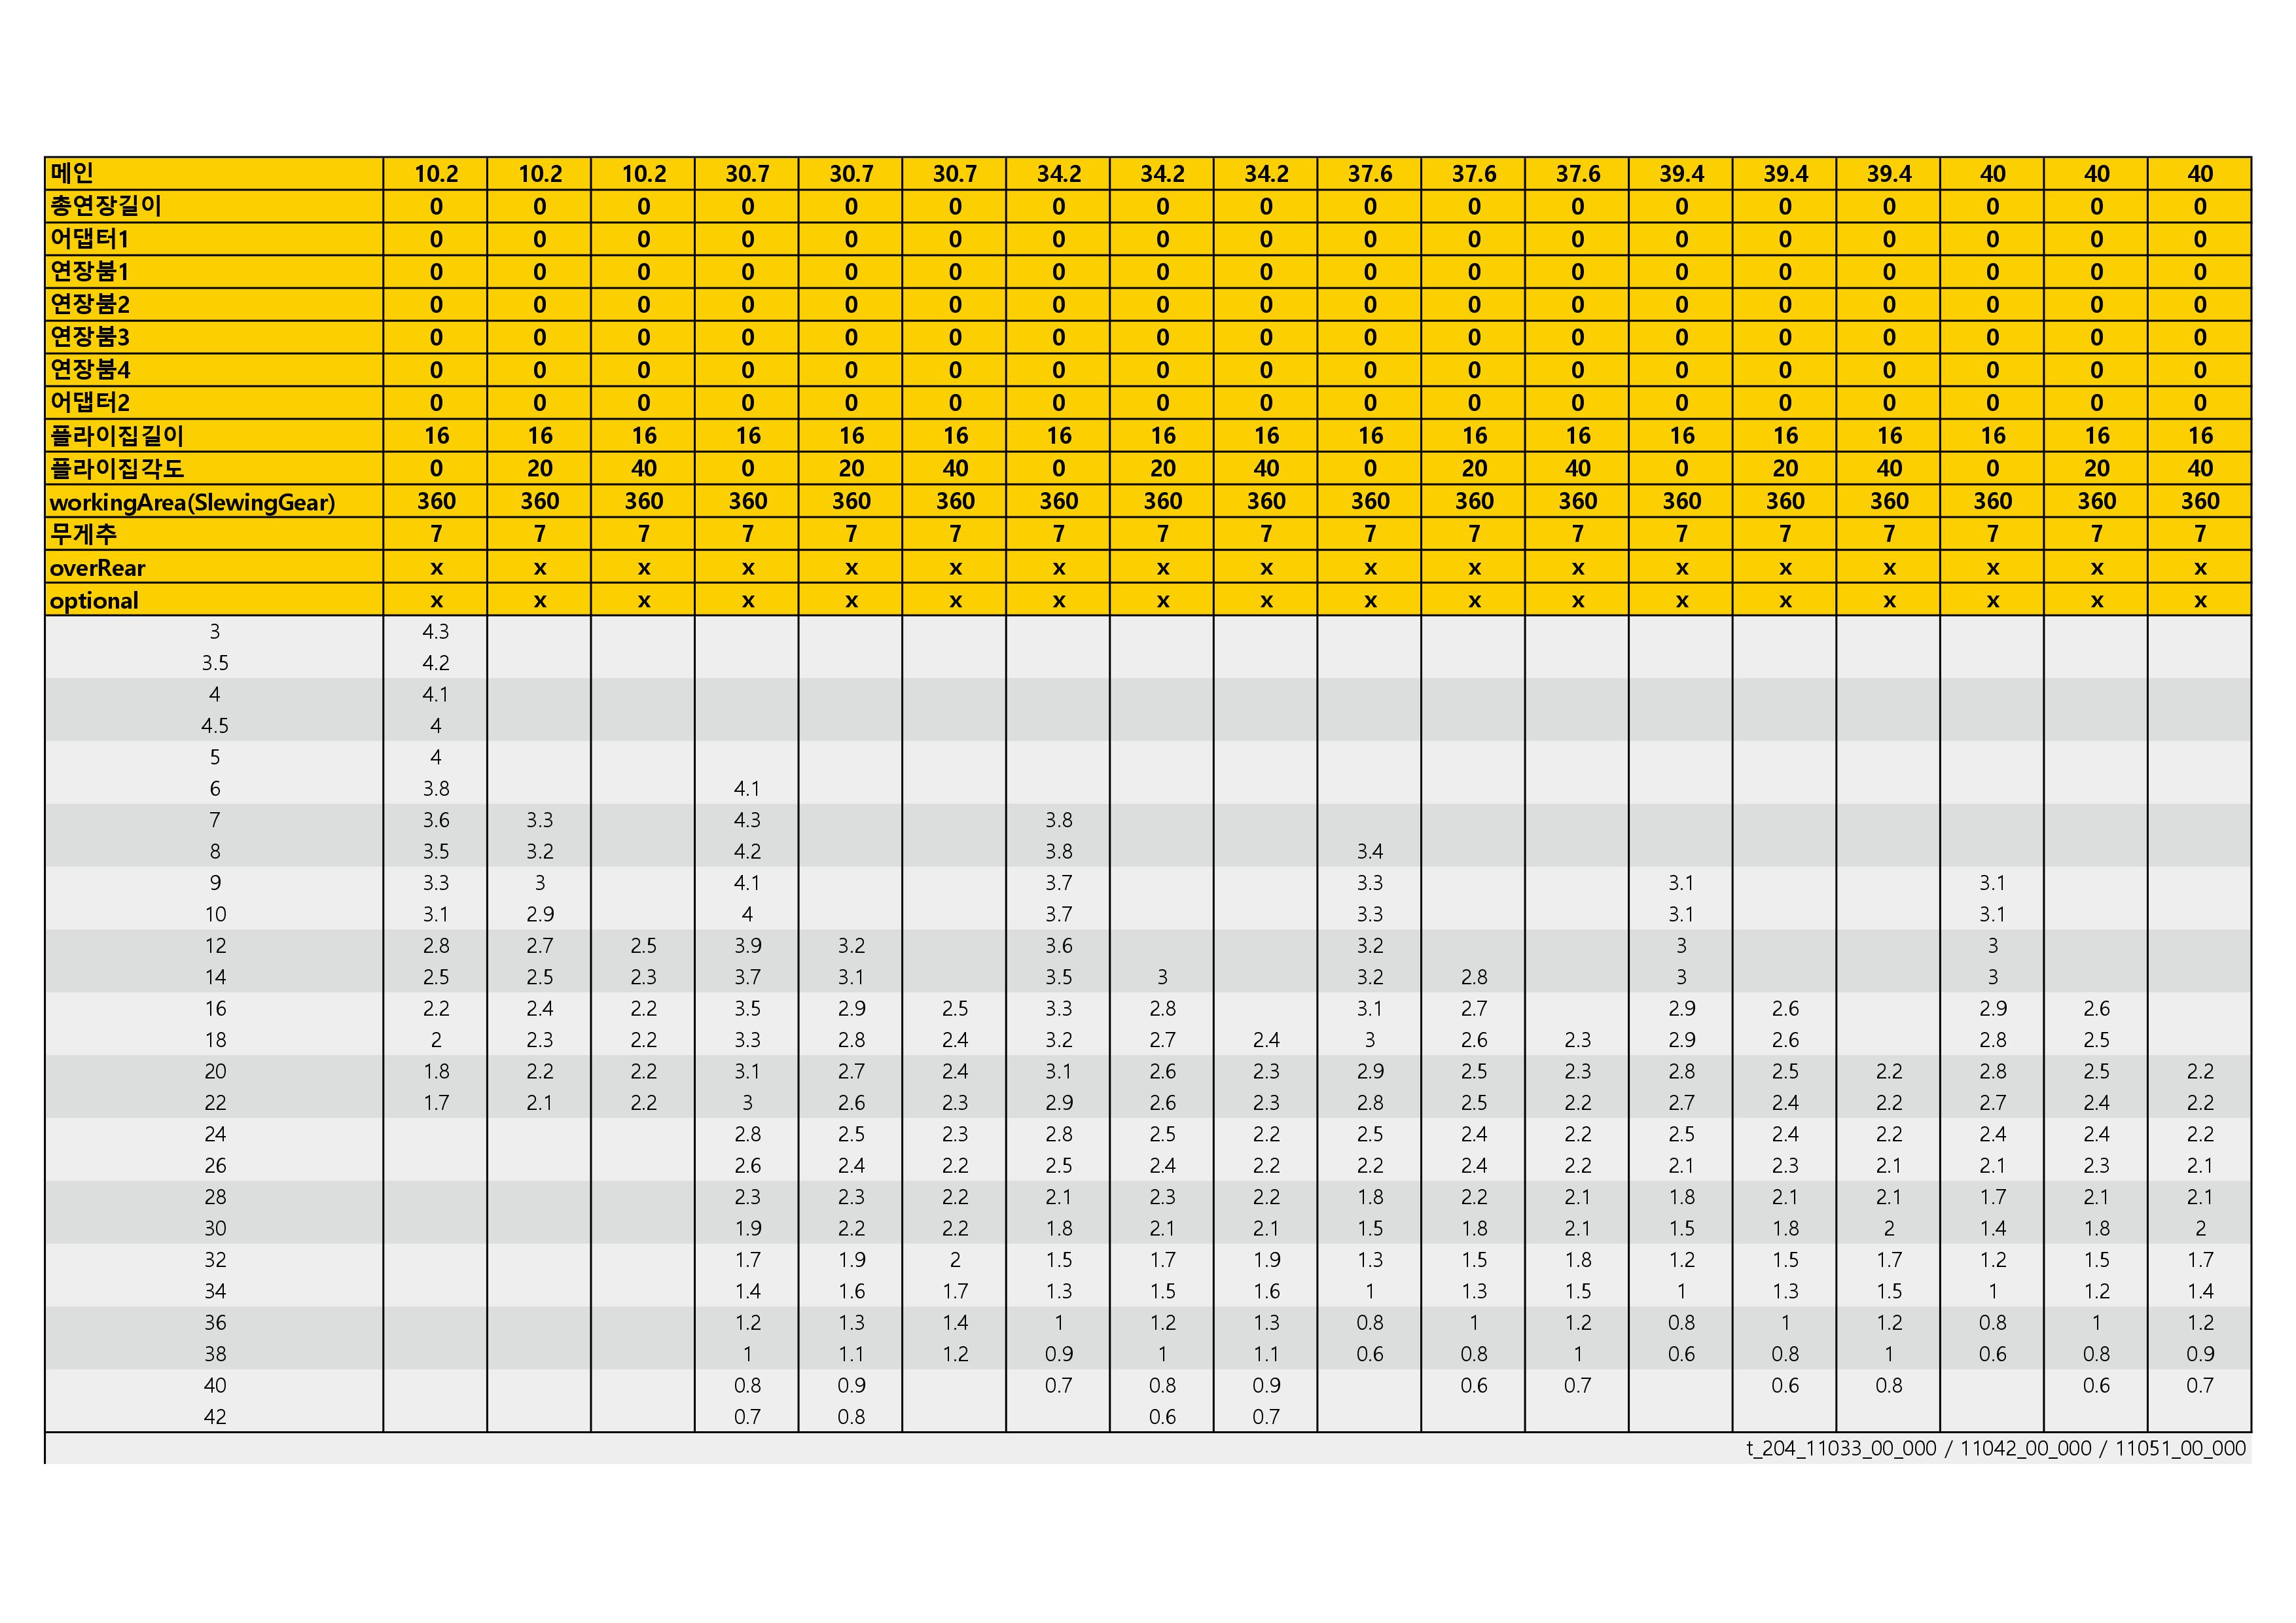 메인 10.2 10.2 10.2 30.7 30.7 30.7 34.2 34.2 34.2 37.6 37.6 37.6 39.4 39.4 39.4 40 40 40
총연장길이 0 0 0 0 0 0 0 0 0 0 0 0 0 0 0 0 0 0
어댑터1 0 0 0 0 0 0 0 0 0 0 0 0 0 0 0 0 0 0
연장붐1 0 0 0 0 0 0 0 0 0 0 0 0 0 0 0 0 0 0
연장붐2 0 0 0 0 0 0 0 0 0 0 0 0 0 0 0 0 0 0
연장붐3 0 0 0 0 0 0 0 0 0 0 0 0 0 0 0 0 0 0
연장붐4 0 0 0 0 0 0 0 0 0 0 0 0 0 0 0 0 0 0
어댑터2 0 0 0 0 0 0 0 0 0 0 0 0 0 0 0 0 0 0
플라이집길이 16 16 16 16 16 16 16 16 16 16 16 16 16 16 16 16 16 16
플라이집각도 0 20 40 0 20 40 0 20 40 0 20 40 0 20 40 0 20 40
workingArea(SlewingGear) 360 360 360 360 360 360 360 360 360 360 360 360 360 360 360 360 360 360
무게추 7 7 7 7 7 7 7 7 7 7 7 7 7 7 7 7 7 7
overRear x x x x x x x x x x x x x x x x x x
optional x x x x x x x x x x x x x x x x x x
3 4.3
3.5 4.2
4 4.1
4.5 4
5 4
6 3.8 4.1
7 3.6 3.3 4.3 3.8
8 3.5 3.2 4.2 3.8 3.4
9 3.3 3 4.1 3.7 3.3 3.1 3.1
10 3.1 2.9 4 3.7 3.3 3.1 3.1
12 2.8 2.7 2.5 3.9 3.2 3.6 3.2 3 3
14 2.5 2.5 2.3 3.7 3.1 3.5 3 3.2 2.8 3 3
16 2.2 2.4 2.2 3.5 2.9 2.5 3.3 2.8 3.1 2.7 2.9 2.6 2.9 2.6
18 2 2.3 2.2 3.3 2.8 2.4 3.2 2.7 2.4 3 2.6 2.3 2.9 2.6 2.8 2.5
20 1.8 2.2 2.2 3.1 2.7 2.4 3.1 2.6 2.3 2.9 2.5 2.3 2.8 2.5 2.2 2.8 2.5 2.2
22 1.7 2.1 2.2 3 2.6 2.3 2.9 2.6 2.3 2.8 2.5 2.2 2.7 2.4 2.2 2.7 2.4 2.2
24 2.8 2.5 2.3 2.8 2.5 2.2 2.5 2.4 2.2 2.5 2.4 2.2 2.4 2.4 2.2
26 2.6 2.4 2.2 2.5 2.4 2.2 2.2 2.4 2.2 2.1 2.3 2.1 2.1 2.3 2.1
28 2.3 2.3 2.2 2.1 2.3 2.2 1.8 2.2 2.1 1.8 2.1 2.1 1.7 2.1 2.1
30 1.9 2.2 2.2 1.8 2.1 2.1 1.5 1.8 2.1 1.5 1.8 2 1.4 1.8 2
32 1.7 1.9 2 1.5 1.7 1.9 1.3 1.5 1.8 1.2 1.5 1.7 1.2 1.5 1.7
34 1.4 1.6 1.7 1.3 1.5 1.6 1 1.3 1.5 1 1.3 1.5 1 1.2 1.4
36 1.2 1.3 1.4 1 1.2 1.3 0.8 1 1.2 0.8 1 1.2 0.8 1 1.2
38 1 1.1 1.2 0.9 1 1.1 0.6 0.8 1 0.6 0.8 1 0.6 0.8 0.9
40 0.8 0.9 0.7 0.8 0.9 0.6 0.7 0.6 0.8 0.6 0.7
42 0.7 0.8 0.6 0.7
t_204_11033_00_000 / 11042_00_000 / 11051_00_000